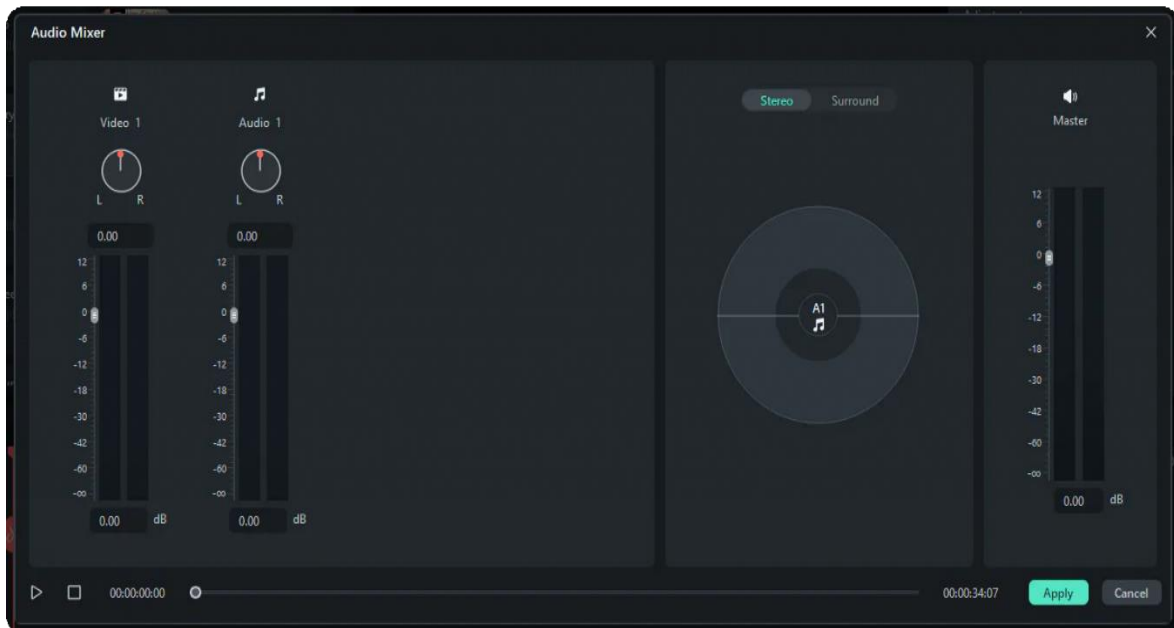 Audio Mixer
Video 1
Audio 1
L R
L R
0.00
0.00
12
6
0
-6
-12
-18
-30
-42
-60
-∞
12
6
0
-6
-12
-18
-30
-42
-60
-∞
0.00 dB
0.00 dB
Stereo Surround
A1
Master
12
6
0
-6
-12
-18
-30
-42
-60
-∞
0.00 dB
00:00:00:00
00:00:34:07
Apply
Cancel